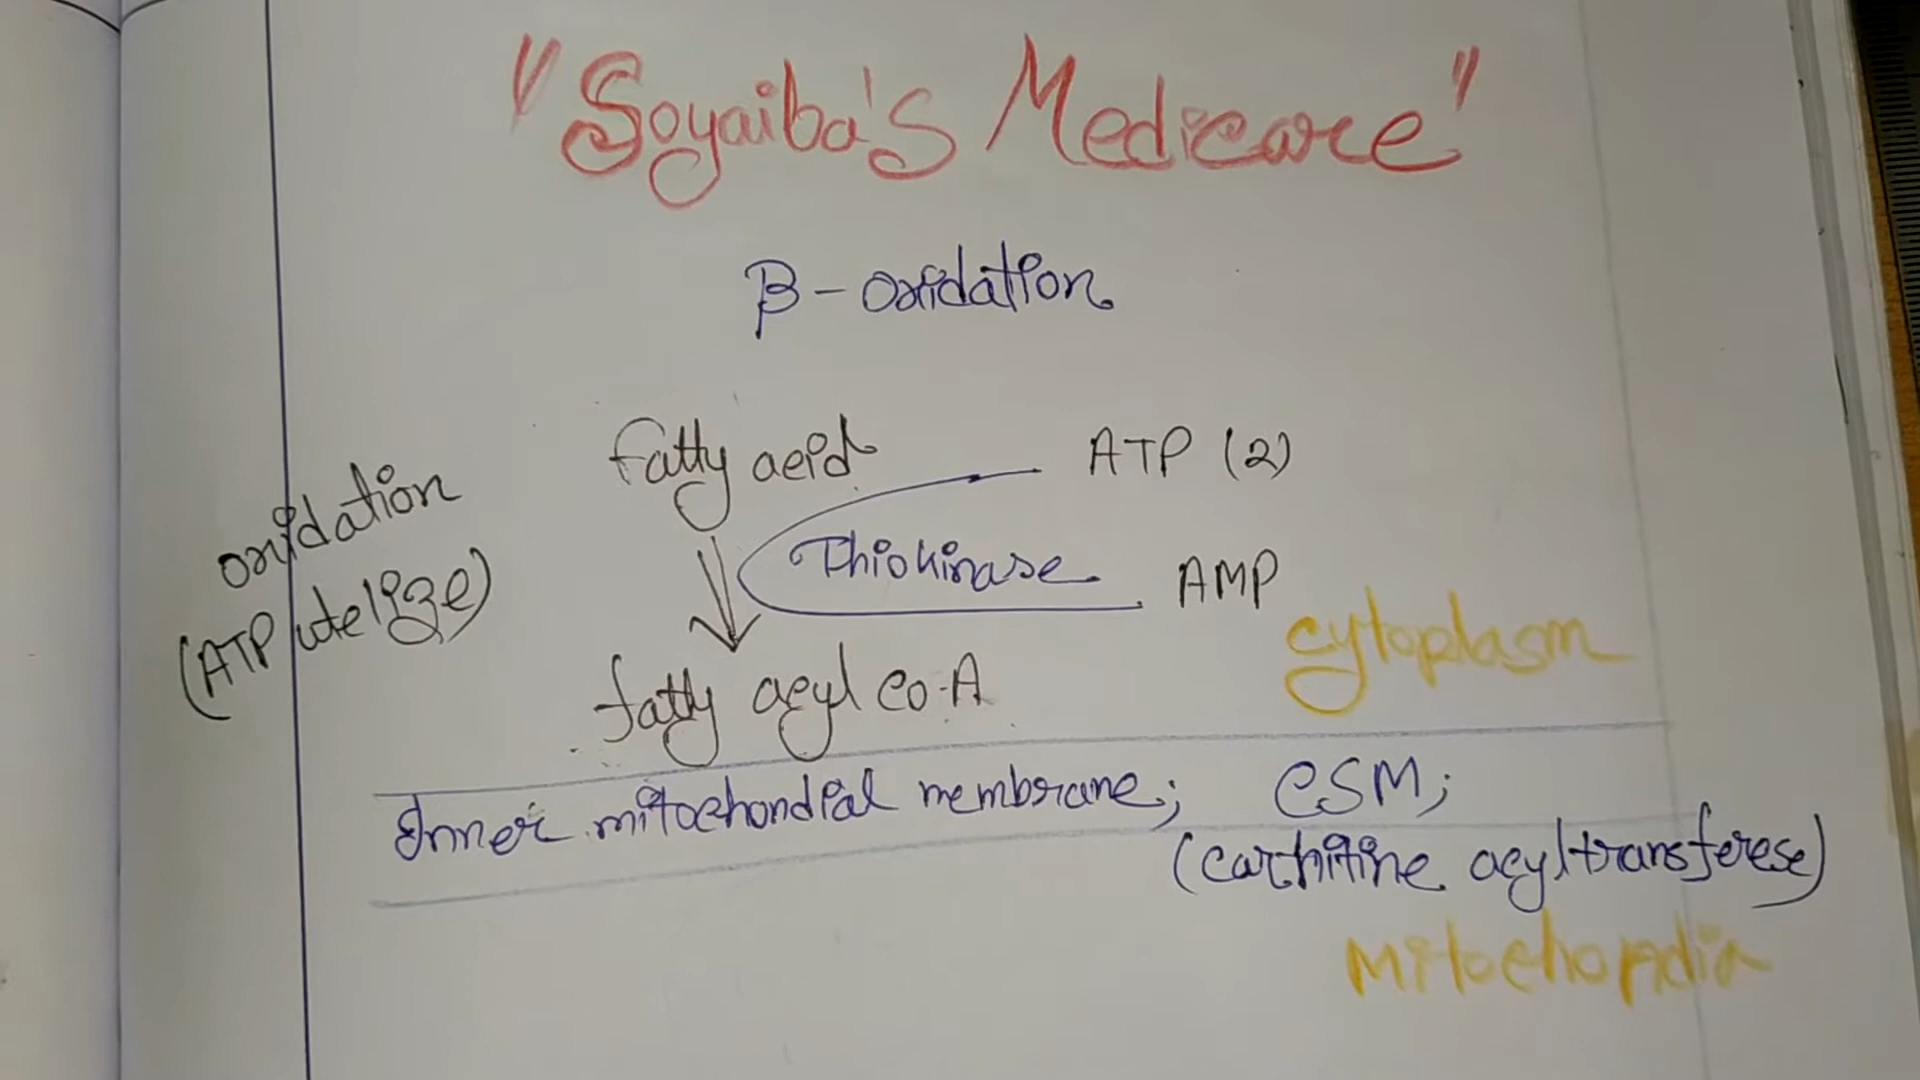 "Soyaiba's Medicare"
β-oxidation
fatty acid
ATP (2)
oxidation
(ATP utelize)
Thiokinase
AMP
cytoplasm
fatty acyl co-A
Inner mitochondial membrane; CSM;
(carhitine acyltransferese)
Mitochondia